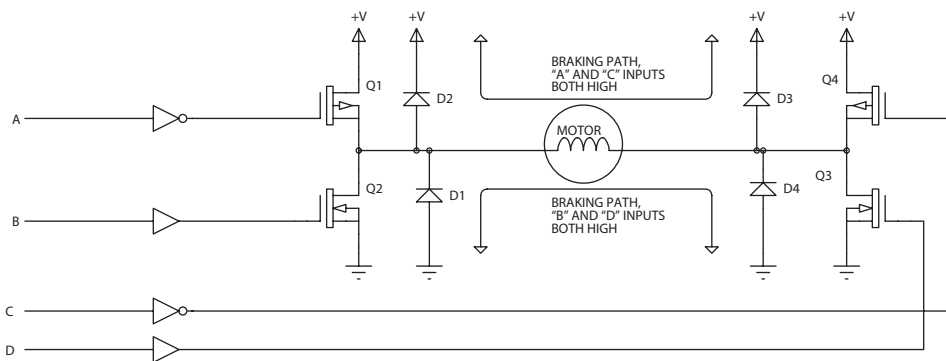 +V
+V
+V
+V
BRAKING PATH,
"A" AND "C" INPUTS
BOTH HIGH
Q1
D2
D3
Q4
A
MOTOR
Q2
D1
D4
Q3
BRAKING PATH,
"B" AND "D" INPUTS
BOTH HIGH
B
C
D